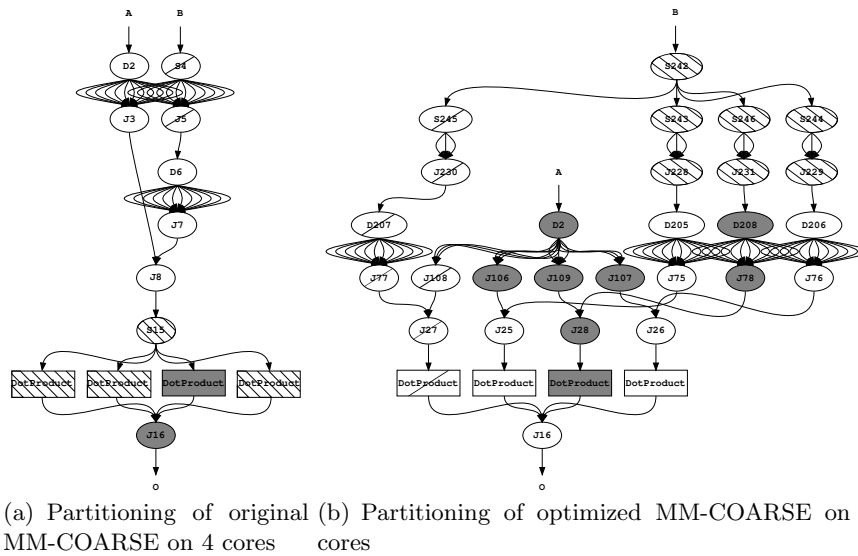 A B B
D2 S4 S242
J3 J5 S245 S243 S246 S244
D6 J230 A J228 J231 J229
J7 D207 D2 D205 D208 D206
J8 J77 J108 J106 J109 J107 J75 J78 J76
S15 J27 J25 J28 J26
DotProduct DotProduct DotProduct DotProduct DotProduct DotProduct DotProduct DotProduct
J16 J16
O O
(a) Partitioning of original (b) Partitioning of optimized MM-COARSE on
MM-COARSE on 4 cores cores